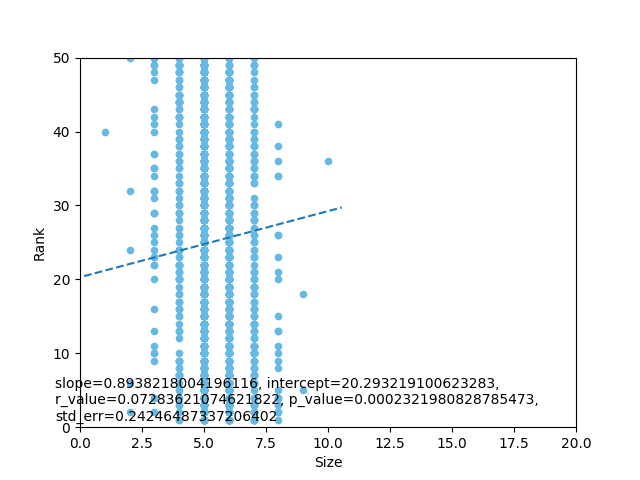 50
40
30
20
10
0
Rank
slope=0.8938218004196116, intercept=20.293219100623283,
r_value=0.07283621074621822, p_value=0.0002321980828785473,
std_err=0.24246487337206402
0.0 2.5 5.0 7.5 10.0 12.5 15.0 17.5 20.0
Size